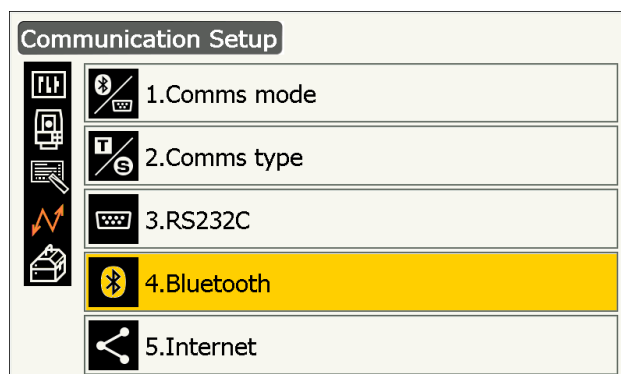 Communication Setup
1.Comms mode
T
S
2.Comms type
3.RS232C
4.Bluetooth
5.Internet